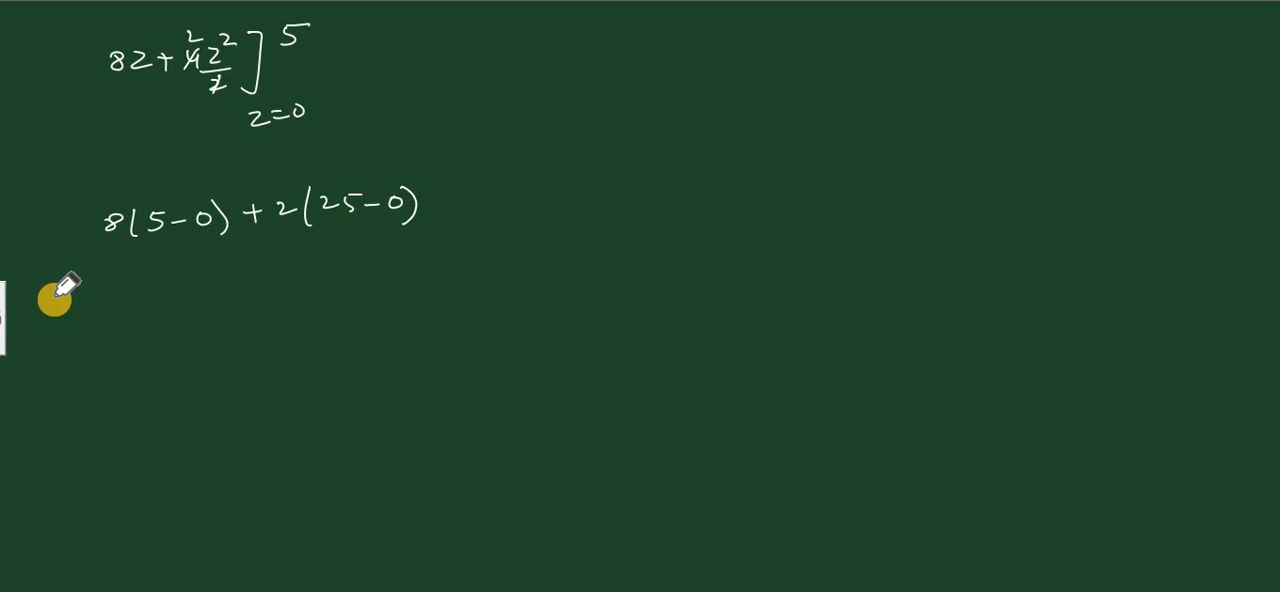 8z + 4z²/2 ]⁵ z=0
8(5-0) + 2(25-0)